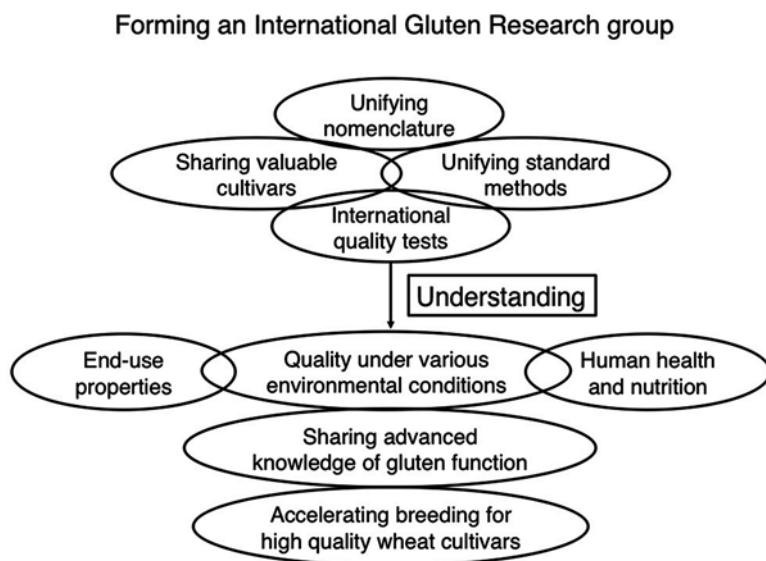 Forming an International Gluten Research group
Unifying
nomenclature
Sharing valuable
cultivars
Unifying standard
methods
International
quality tests
Understanding
End-use
properties
Quality under various
environmental conditions
Human health
and nutrition
Sharing advanced
knowledge of gluten function
Accelerating breeding for
high quality wheat cultivars